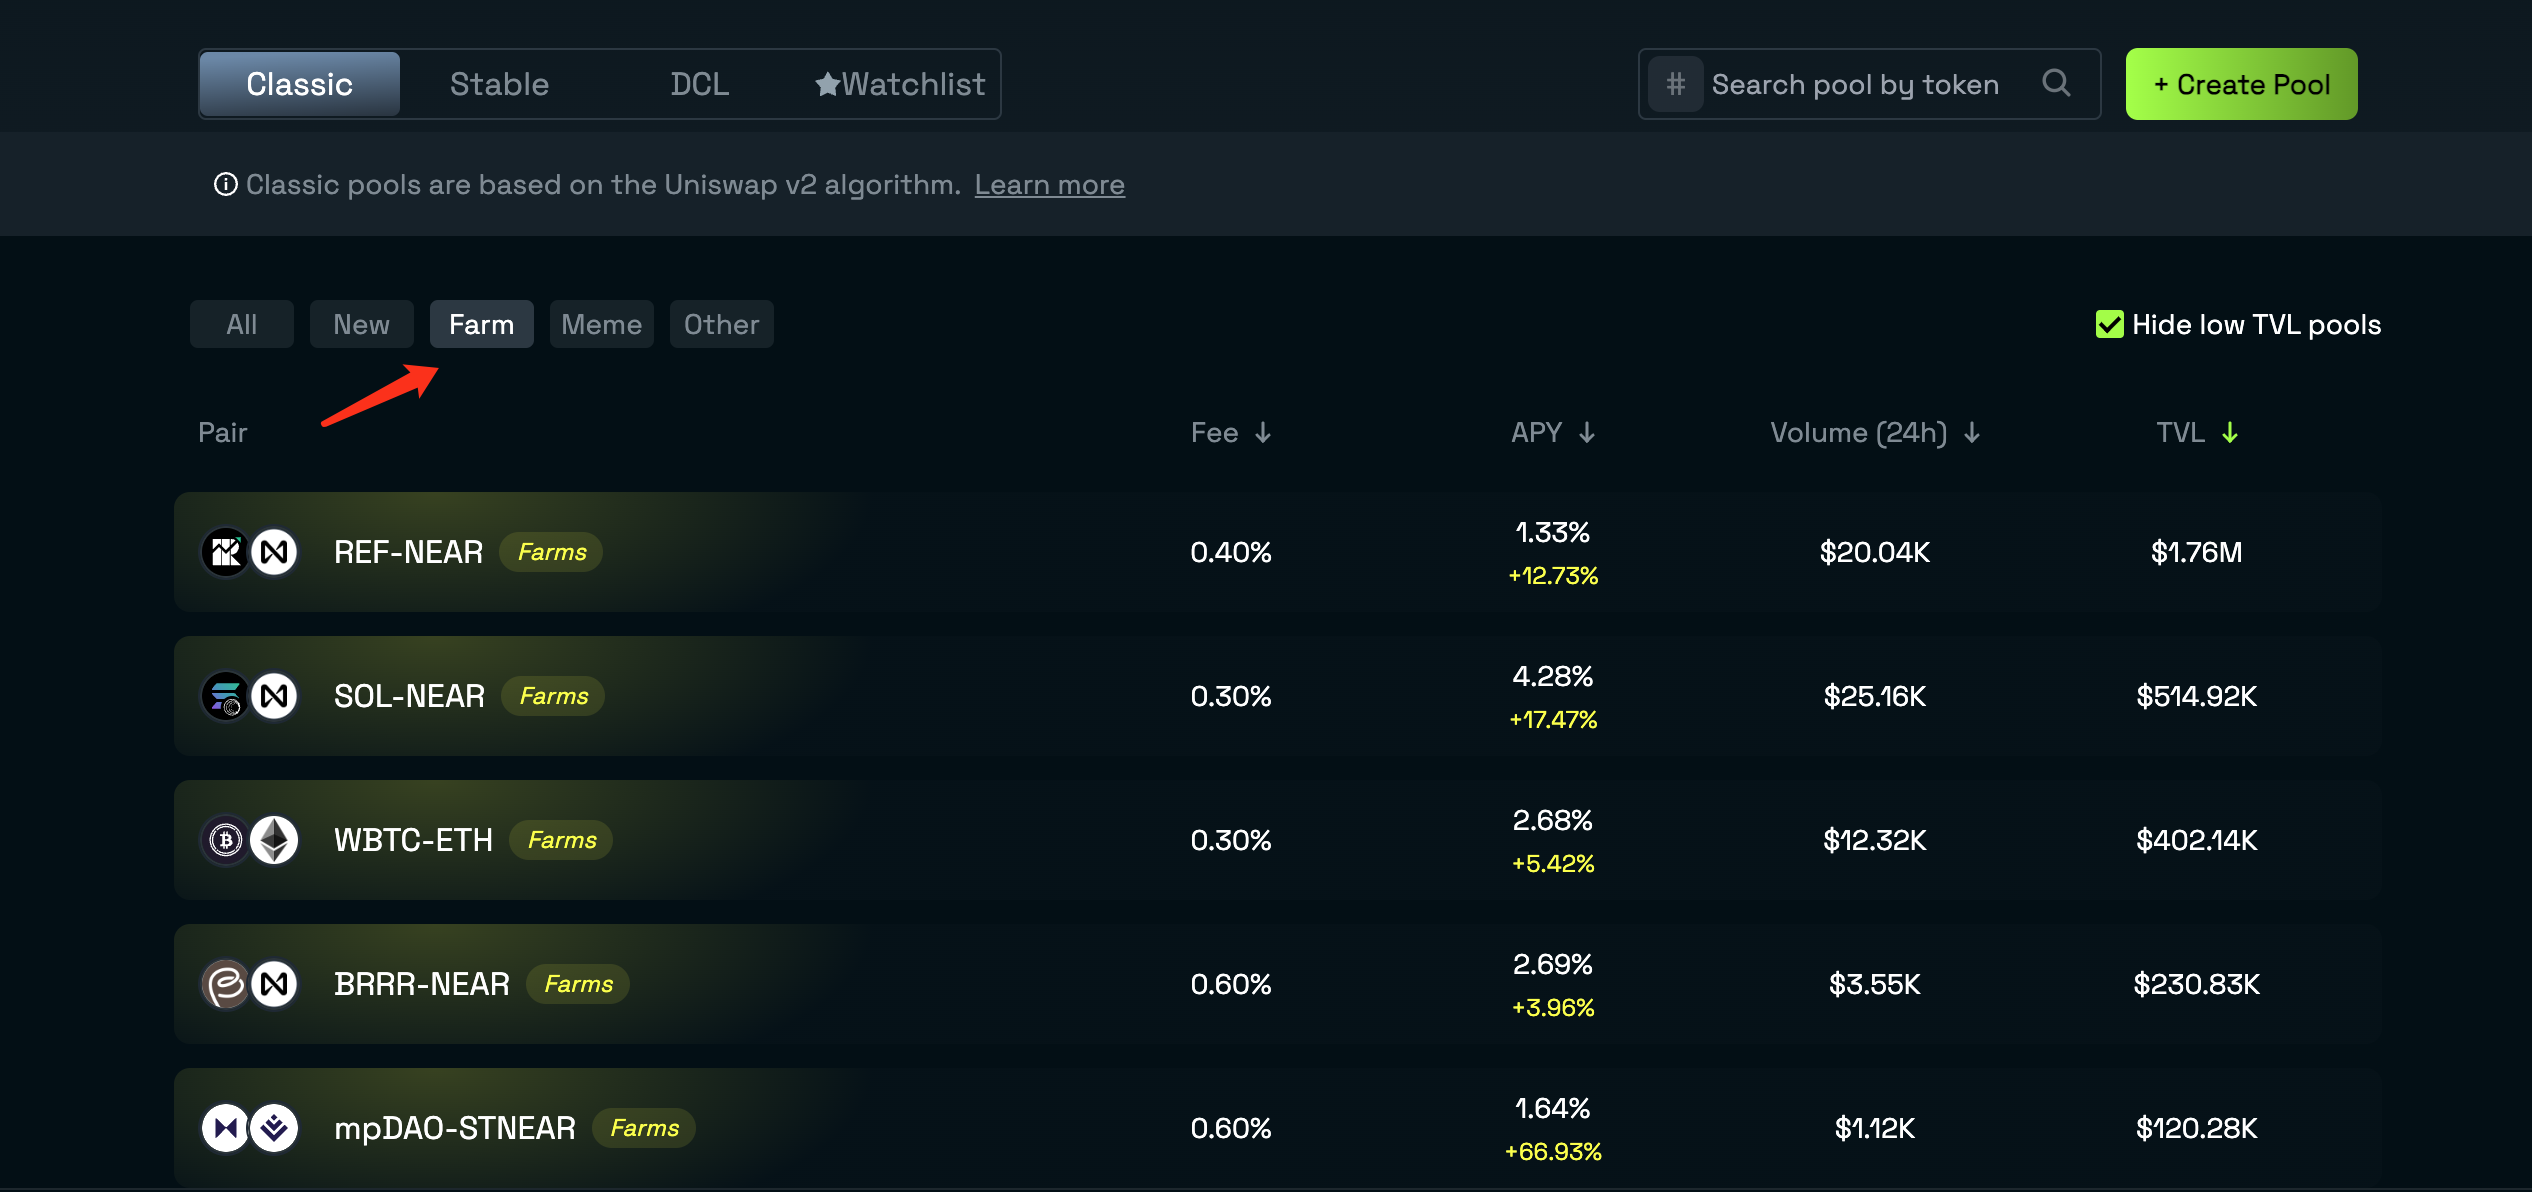 Classic Stable DCL ★Watchlist # Search pool by token + Create Pool
Classic pools are based on the Uniswap v2 algorithm. Learn more
All New Farm Meme Other Hide low TVL pools
Pair Fee ↓ APY ↓ Volume (24h) ↓ TVL ↓
REF-NEAR Farms 0.40% 1.33% $20.04K $1.76M
+12.73%
SOL-NEAR Farms 0.30% 4.28% $25.16K $514.92K
+17.47%
WBTC-ETH Farms 0.30% 2.68% $12.32K $402.14K
+5.42%
BRRR-NEAR Farms 0.60% 2.69% $3.55K $230.83K
+3.96%
mpDAO-STNEAR Farms 0.60% 1.64% $1.12K $120.28K
+66.93%